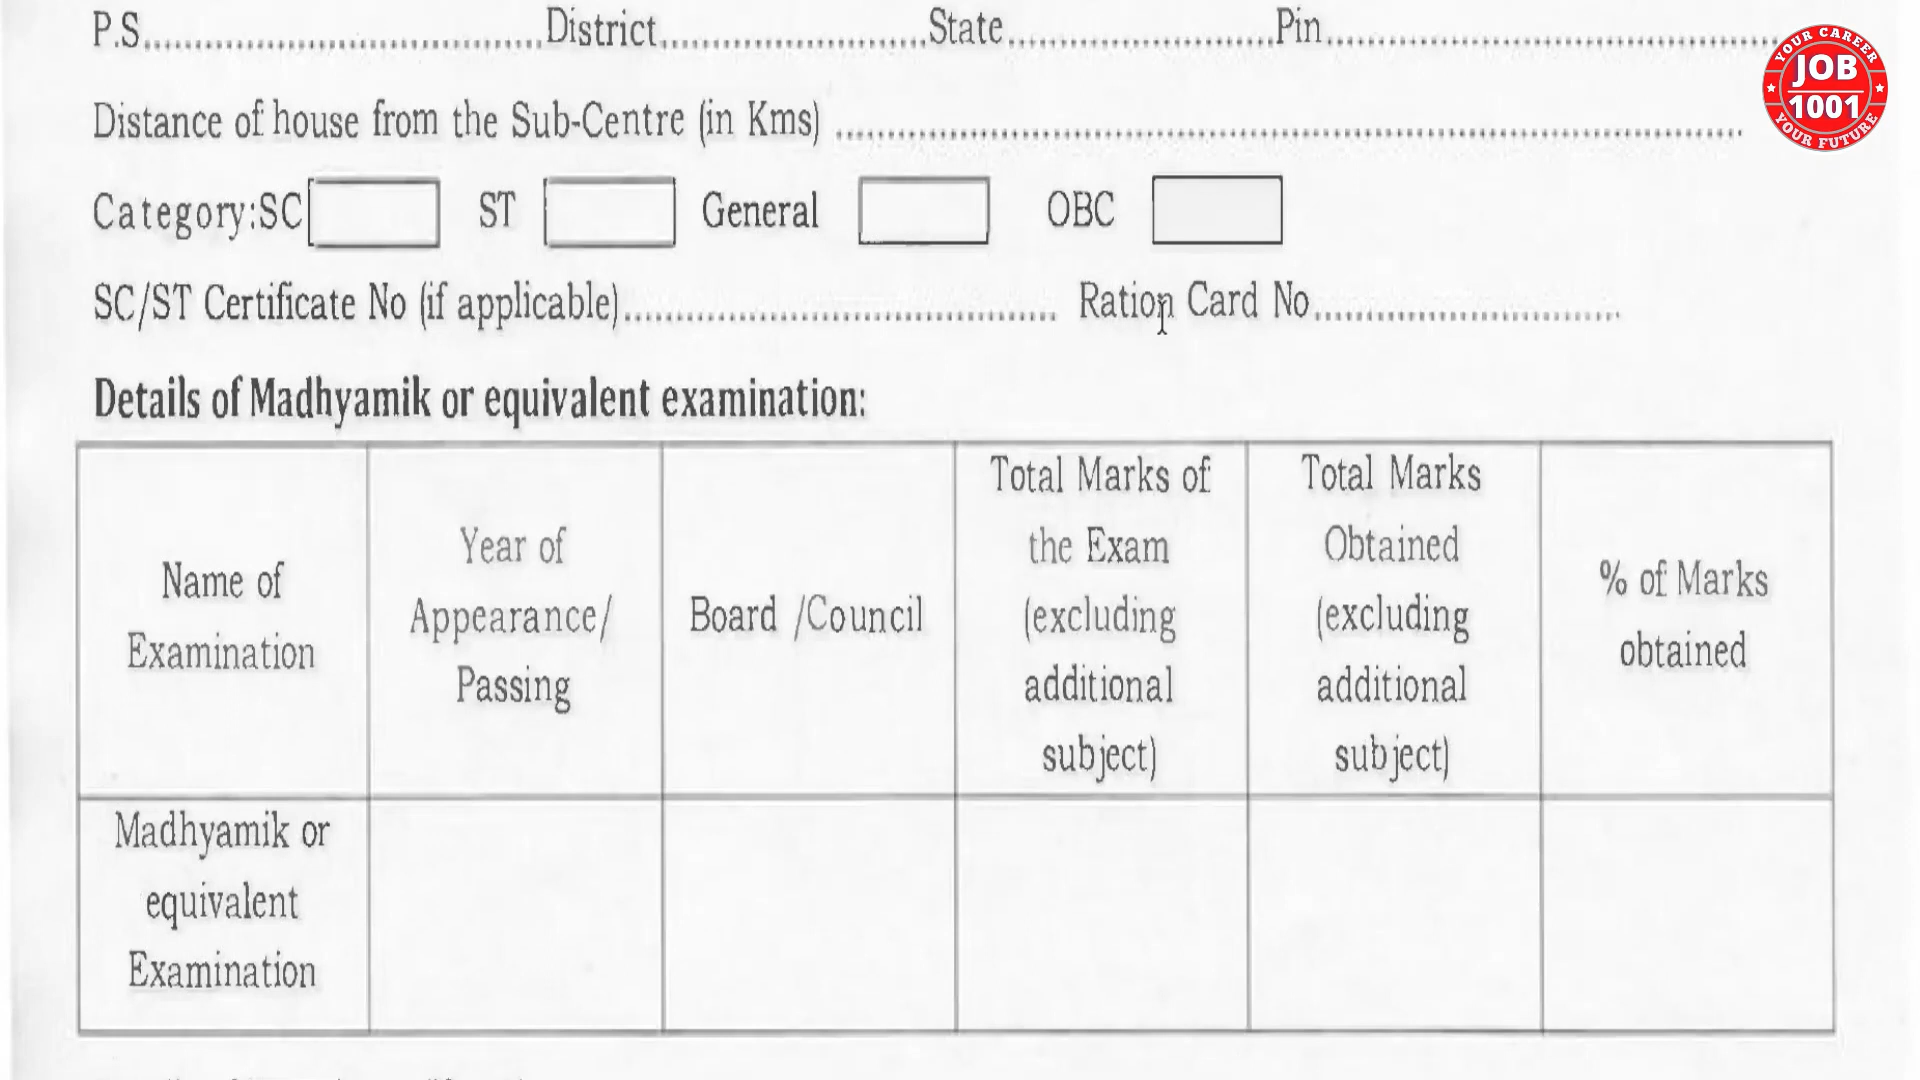 P.S.......................................District..........................State..........................Pin.............................................
Distance of house from the Sub-Centre (in Kms) ..........................................................................................
Category:SC ST General OBC
SC/ST Certificate No (if applicable)........................................... Ration Card No..............................
Details of Madhyamik or equivalent examination:
Name of
Examination
Year of
Appearance/
Passing
Board /Council
Total Marks of
the Exam
(excluding
additional
subject)
Total Marks
Obtained
(excluding
additional
subject)
% of Marks
obtained
Madhyamik or
equivalent
Examination
YOUR CAREER
JOB
1001
YOUR FUTURE